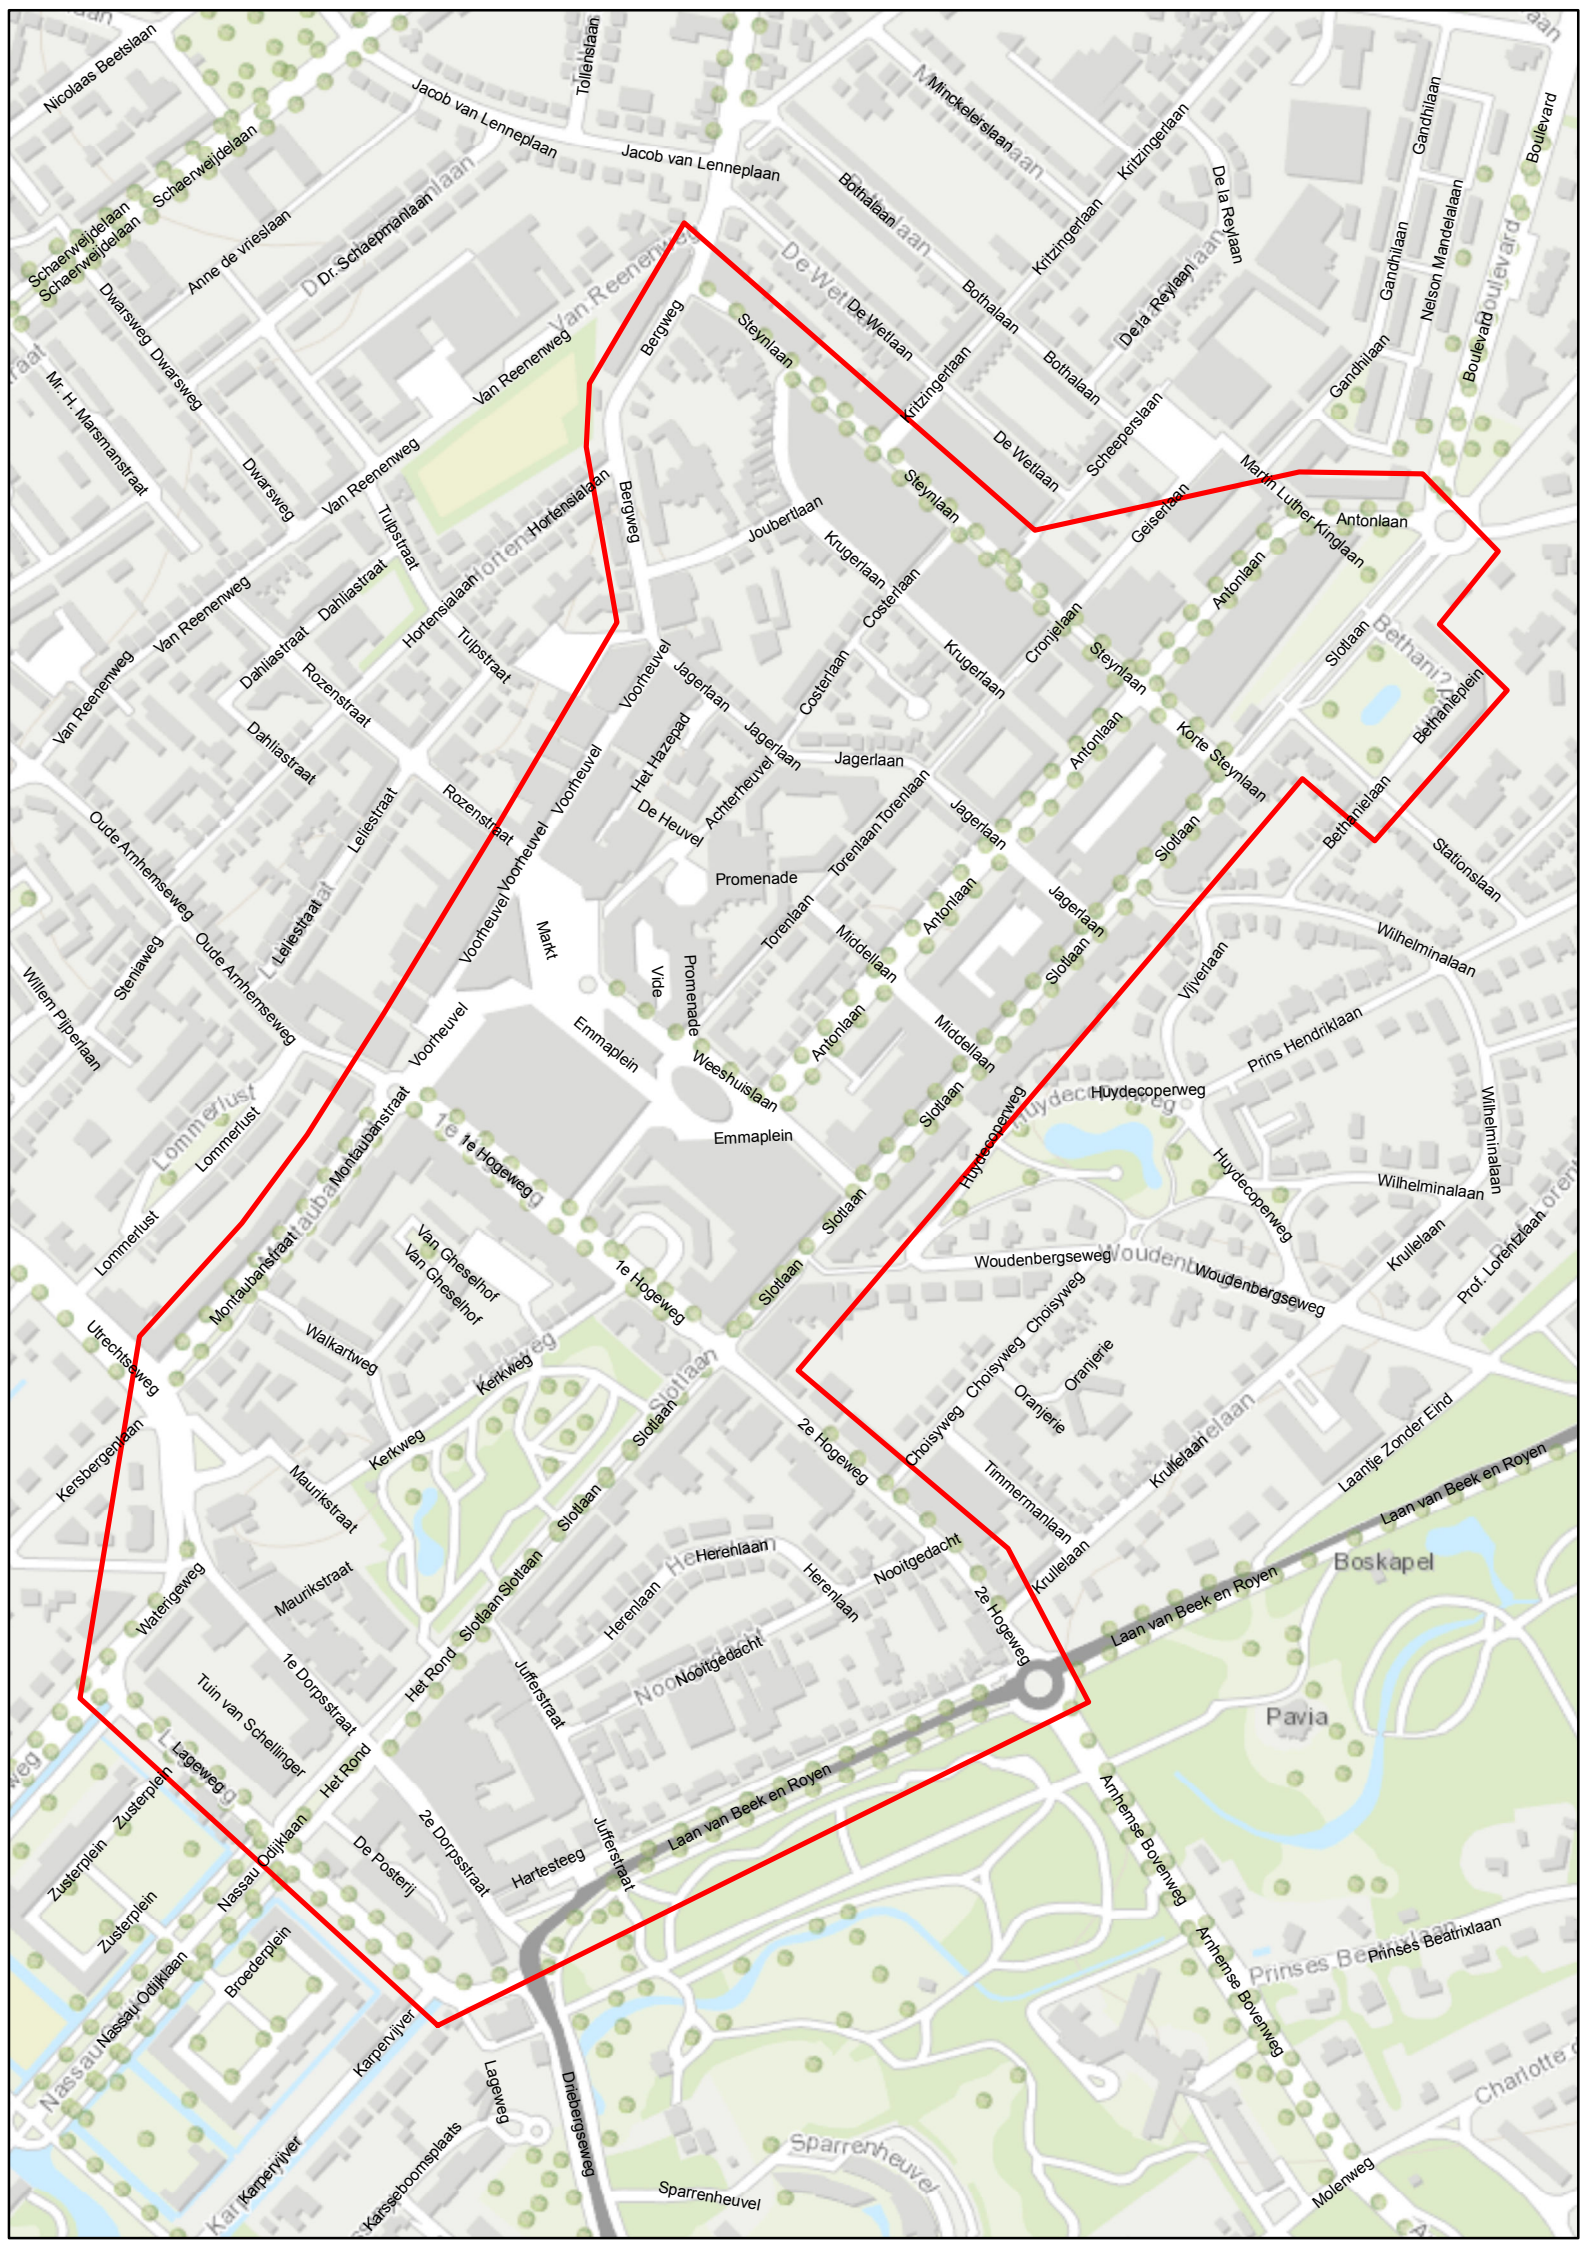 Nicolaas Beetslaan
Tollenslaan
Jacob van Lenneplaan
Jacob van Lenneplaan
Minckelerslaan
Kritzingerlaan
Gandhilaan
Boulevard
Schaerweijdelaan
Schaerweijdelaan
Schaerweijdelaan
Anne de vrieslaan
Dr. Schaepmanlaan
Bothalaan
Bothalaan
De la Reylaan
Kritzingerlaan
Gandhilaan
Nelson Mandelalaan
Boulevard
Van Reenenweg
De Wetlaan
De Wetlaan
Bothalaan
De la Reylaan
Boulevard
Dwarsweg
Dwarsweg
Van Reenenweg
Bergweg
Steynlaan
Kritzingerlaan
Bothalaan
Gandhilaan
Mr. H. Marsmanstraat
Dwarsweg
Van Reenenweg
Hortensialaan
Bergweg
Joubertlaan
Steynlaan
De Wetlaan
Scheeperslaan
Geiserlaan
Martin Luther Kinglaan
Antonlaan
Tulpstraat
Krugerlaan
Costerlaan
Antonlaan
Van Reenenweg
Dahliastraat
Hortensialaan
Cronjelaan
Slotlaan
Van Reenenweg
Dahliastraat
Rozenstraat
Tulpstraat
Voorheuvel
Jagerlaan
Costerlaan
Krugerlaan
Steynlaan
Bethanieplein
Dahliastraat
Het Hazepad
Jagerlaan
Jagerlaan
Antonlaan
Korte Steynlaan
Voorheuvel
Rozenstraat
Leliestraat
De Heuvel
Achterheuvel
Torenlaan
Torenlaan
Jagerlaan
Slotlaan
Bethanielaan
Stationslaan
Oude Arnhemseweg
Voorheuvel
Voorheuvel
Promenade
Antonlaan
Jagerlaan
Leliestraat
Markt
Torenlaan
Middellaan
Wilhelminalaan
Steniaweg
Oude Arnhemseweg
Willem Pijperlaan
Vide
Promenade
Slotlaan
Vijverlaan
Voorheuvel
Emmaplein
Weeshuislaan
Antonlaan
Middellaan
Prins Hendriklaan
Lommerlust
Lommerlust
Montaubanstraat
1e Hogeweg
Emmaplein
Slotlaan
Huydecoperweg
Huydecoperweg
Huydecoperweg
Wilhelminalaan
Wilhelminalaan
Lommerlust
Montaubanstraat
Van Gheselhof
Van Gheselhof
1e Hogeweg
Slotlaan
Slotlaan
Woudenbergseweg
Woudenbergseweg
Woudenbergseweg
Krullelaan
Prof. Lorentzlaan
Utrechtseweg
Walkartweg
Kerkweg
Slotlaan
Choisyweg
Choisyweg
Oranjerie
Oranjerie
Kersbergenlaan
Kerkweg
Slotlaan
2e Hogeweg
Choisyweg
Krullelaan
Laantje Zonder Eind
Maurikstraat
Slotlaan
Timmermanlaan
Laan van Beek en Royen
Waterigeweg
Maurikstraat
Slotlaan
Slotlaan
Herenlaan
Herenlaan
Herenlaan
Herenlaan
Nooitgedacht
Krullelaan
Boskapel
Laan van Beek en Royen
2e Hogeweg
Het Rond
Nooitgedacht
1e Dorpsstraat
Jufferstraat
Tuin van Schellinger
Pavia
Lageweg
Zusterplein
Het Rond
Laan van Beek en Royen
Arnhemse Bovenweg
Zusterplein
Nassau Odijklaan
De Posterij
2e Dorpsstraat
Hartesteeg
Jufferstraat
Zusterplein
Broederplein
Nassau Odijklaan
Prinses Beatrixlaan
Prinses Beatrixlaan
Arnhemse Bovenweg
Karpervijver
Lageweg
Driebergseweg
Karpervijver
Karsseboomsplaats
Sparrenheuvel
Sparrenheuvel
Molenweg